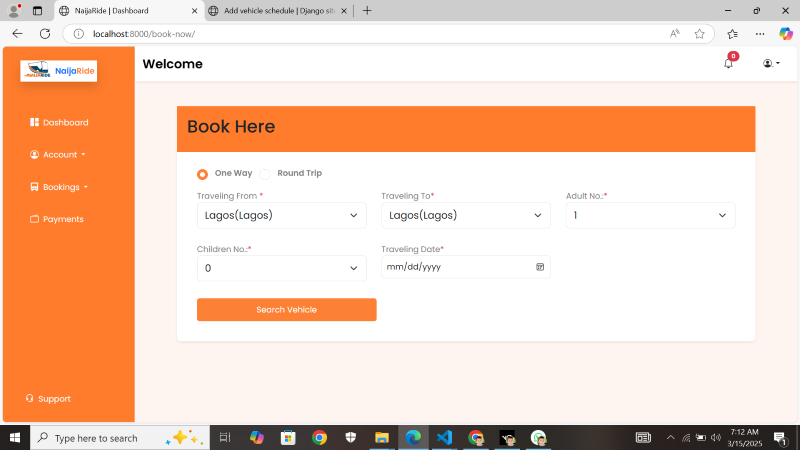 NaijaRide | Dashboard
Add vehicle schedule | Django sit
localhost:8000/book-now/
NAIJARIDE NaijaRide
Welcome
0
Dashboard
Account
Bookings
Payments
Support
Book Here
One Way Round Trip
Traveling From * Traveling To* Adult No.:*
Lagos(Lagos) Lagos(Lagos) 1
Children No.:* Traveling Date*
0 mm/dd/yyyy
Search Vehicle
Type here to search
7:12 AM
3/15/2025
1